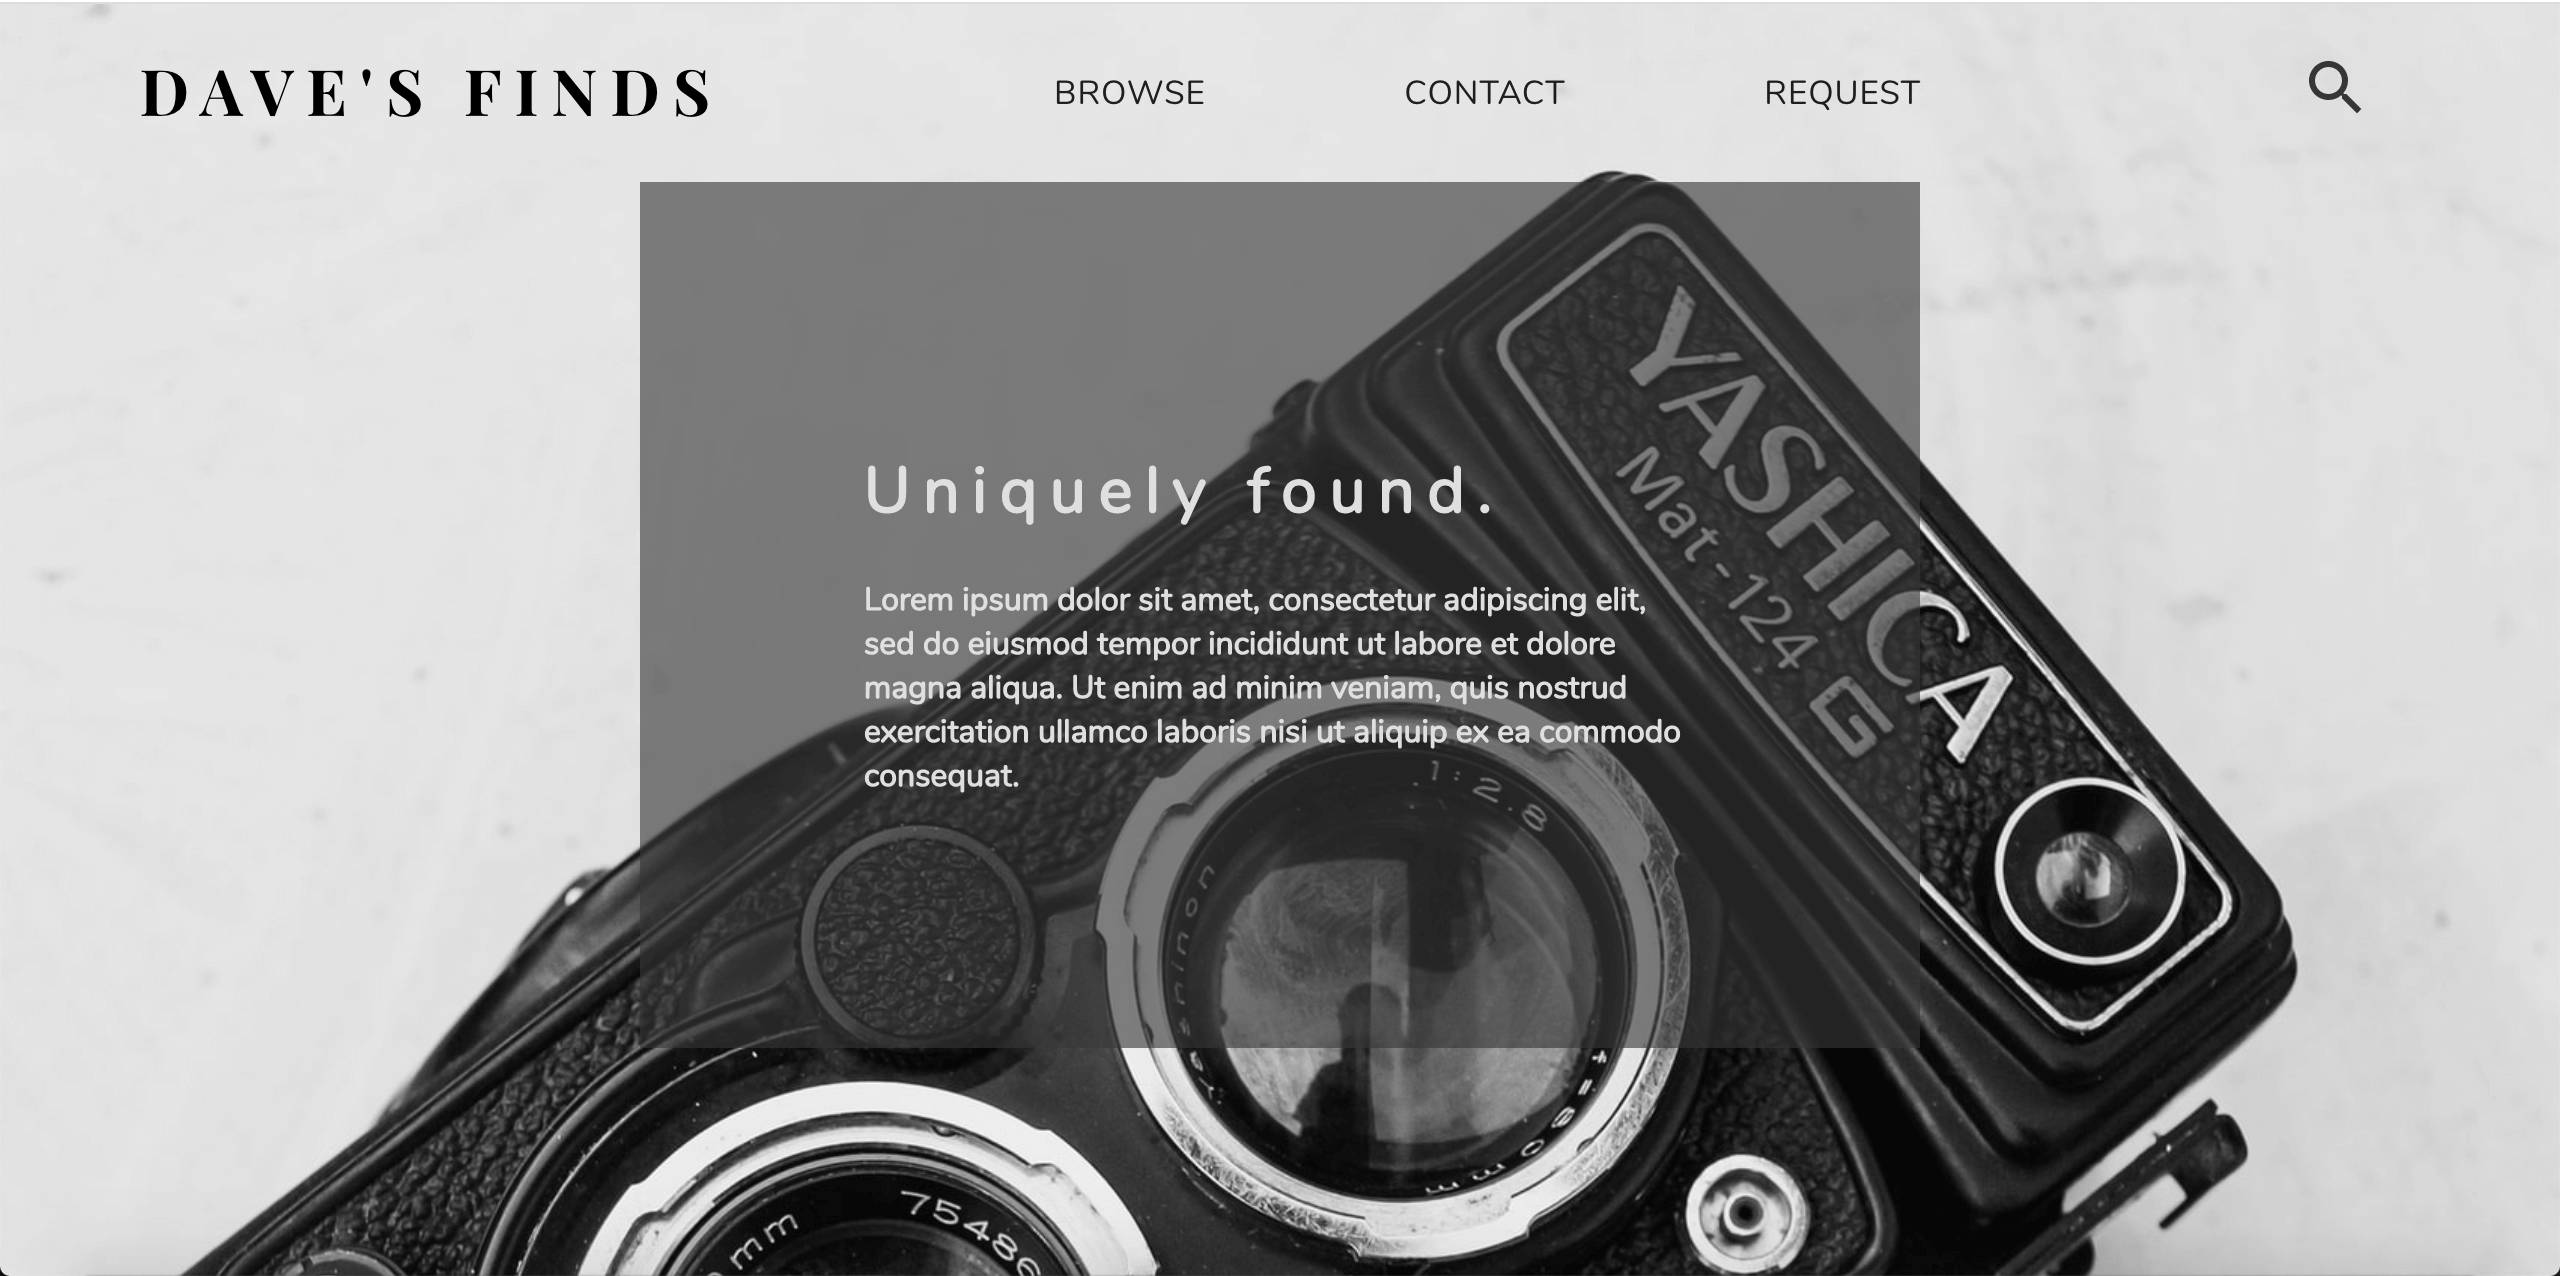 DAVE'S FINDS
BROWSE
CONTACT
REQUEST
Uniquely found.
Lorem ipsum dolor sit amet, consectetur adipiscing elit,
sed do eiusmod tempor incididunt ut labore et dolore
magna aliqua. Ut enim ad minim veniam, quis nostrud
exercitation ullamco laboris nisi ut aliquip ex ea commodo
consequat.
YASHICA
Mat-124 G
1:2.8
f=80mm
mm